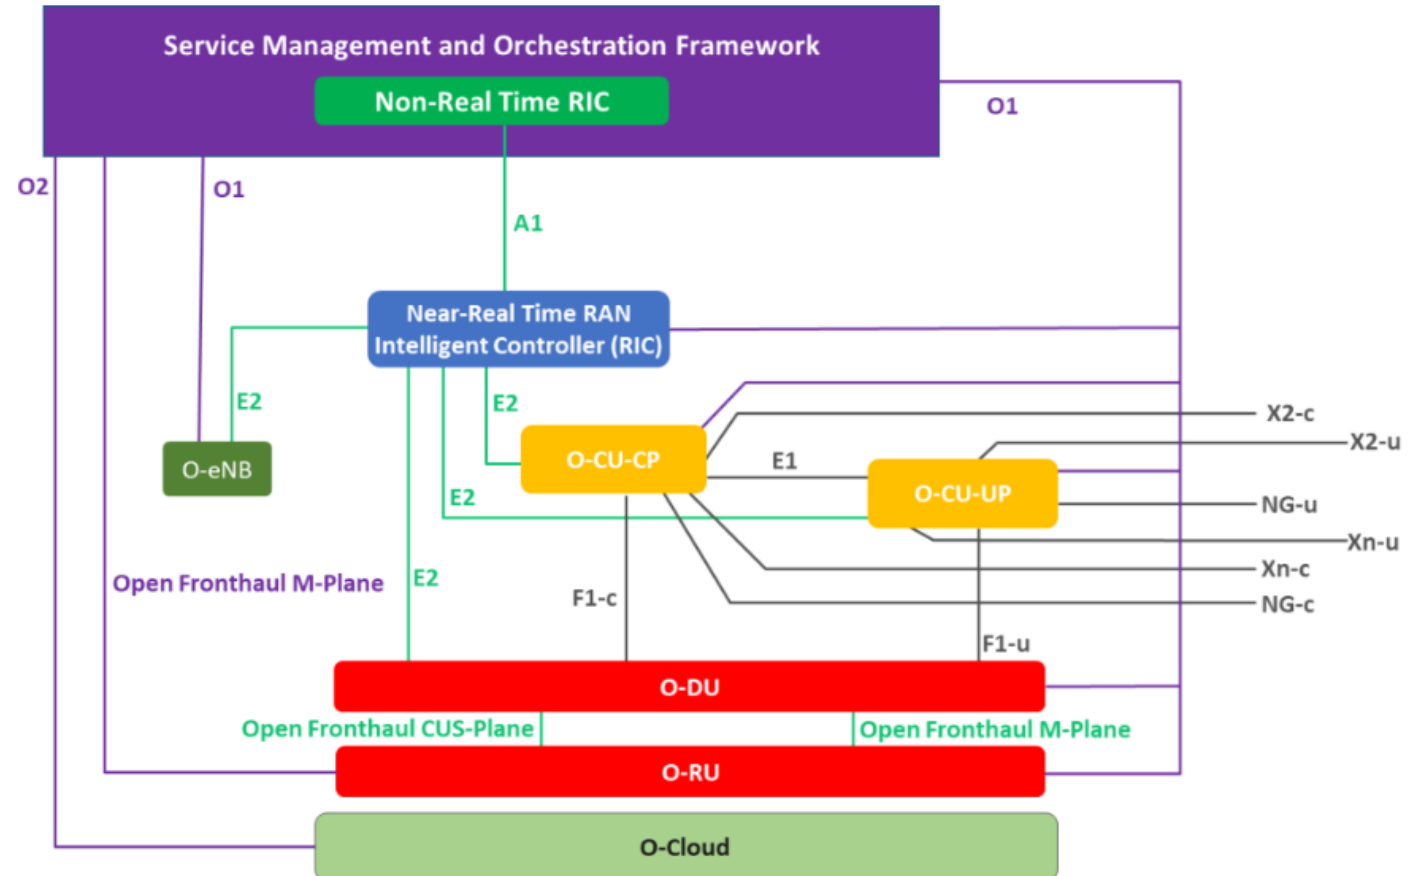 Service Management and Orchestration Framework
Non-Real Time RIC
O1
O2
O1
A1
Near-Real Time RAN
Intelligent Controller (RIC)
E2
E2
X2-c
X2-u
O-CU-CP
E1
O-eNB
O-CU-UP
E2
NG-u
Xn-u
Xn-c
Open Fronthaul M-Plane
E2
F1-c
NG-c
F1-u
O-DU
Open Fronthaul CUS-Plane
Open Fronthaul M-Plane
O-RU
O-Cloud